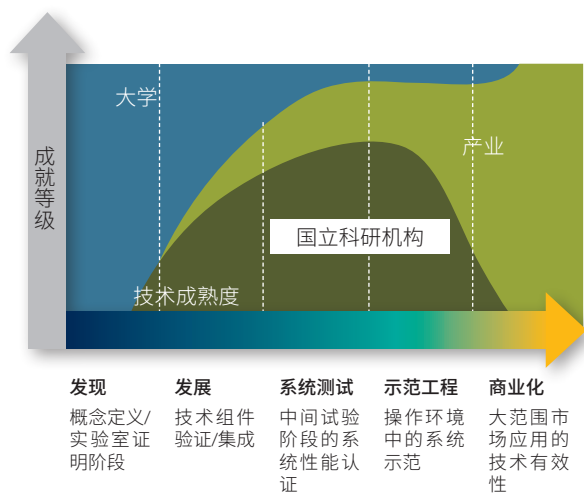 大学
产业
成就等级
国立科研机构
技术成熟度
发现
概念定义/
实验室证
明阶段
发展
技术组件
验证/集成
系统测试
中间试验
阶段的系
统性能认
证
示范工程
操作环境
中的系统
示范
商业化
大范围市
场应用的
技术有效
性